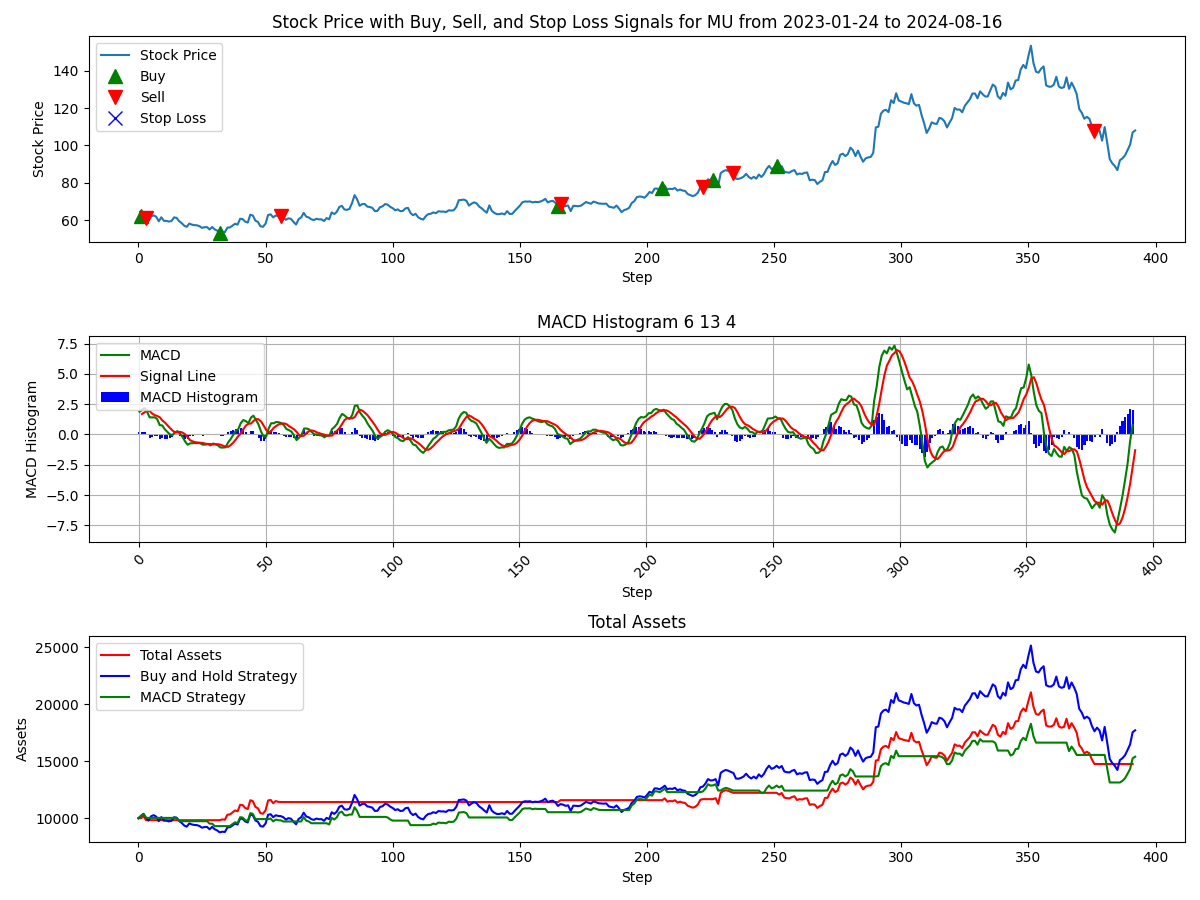 Stock Price with Buy, Sell, and Stop Loss Signals for MU from 2023-01-24 to 2024-08-16
Stock Price
Buy
Sell
Stop Loss
Stock Price
140
120
100
80
60
0 50 100 150 200 250 300 350 400
Step
MACD Histogram 6 13 4
MACD
Signal Line
MACD Histogram
MACD Histogram
7.5
5.0
2.5
0.0
−2.5
−5.0
−7.5
0 50 100 150 200 250 300 350 400
Step
Total Assets
Total Assets
Buy and Hold Strategy
MACD Strategy
Assets
25000
20000
15000
10000
0 50 100 150 200 250 300 350 400
Step